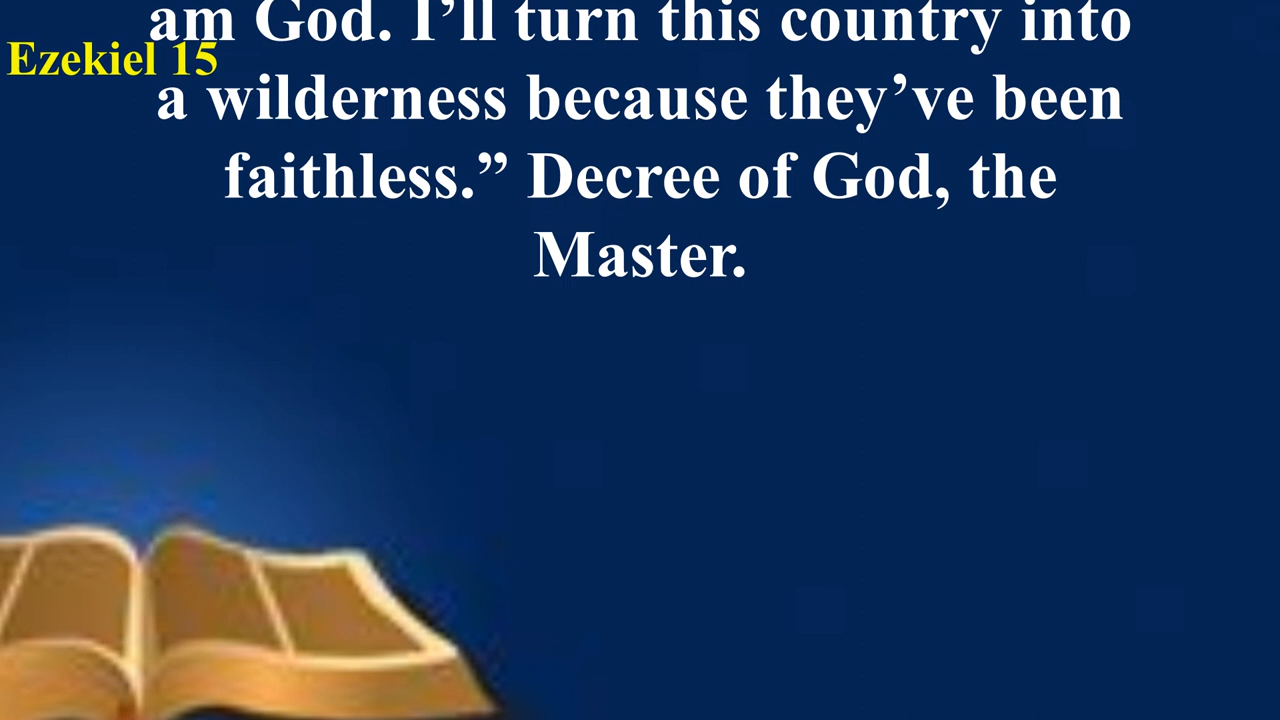 am God. I’ll turn this country into
Ezekiel 15
a wilderness because they’ve been
faithless.” Decree of God, the
Master.